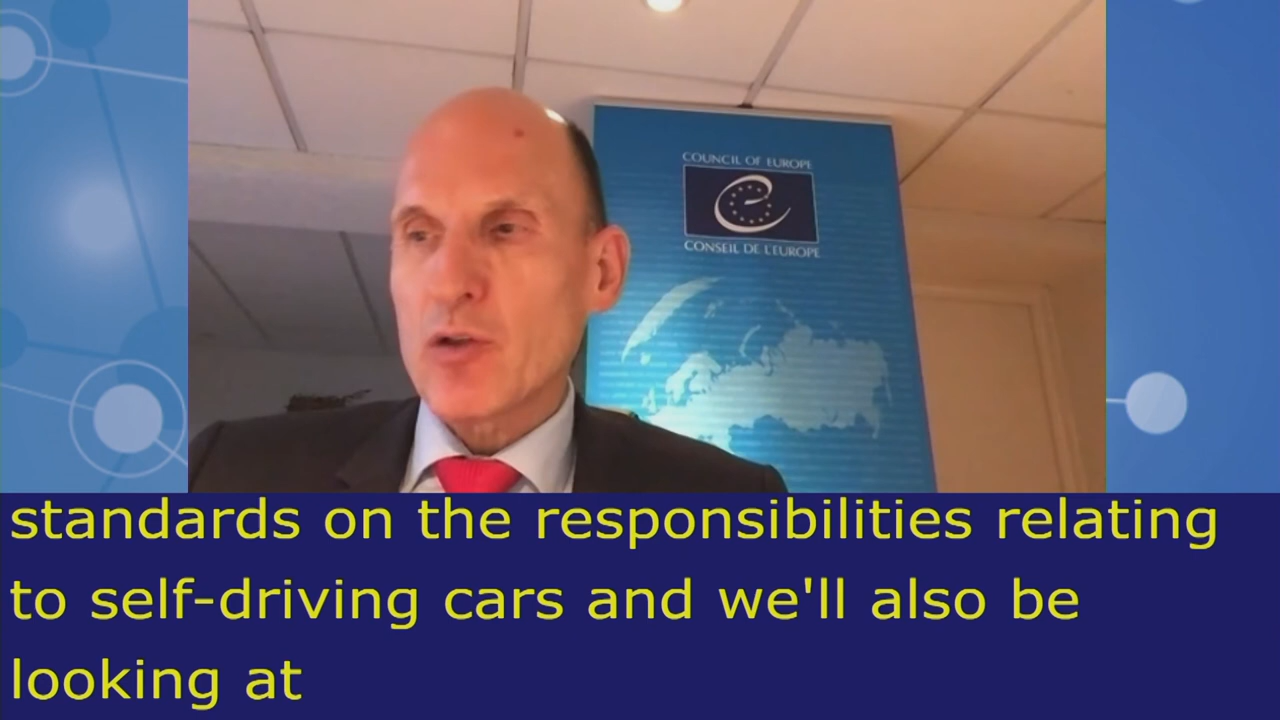 COUNCIL OF EUROPE
CONSEIL DE L'EUROPE
standards on the responsibilities relating
to self-driving cars and we'll also be
looking at